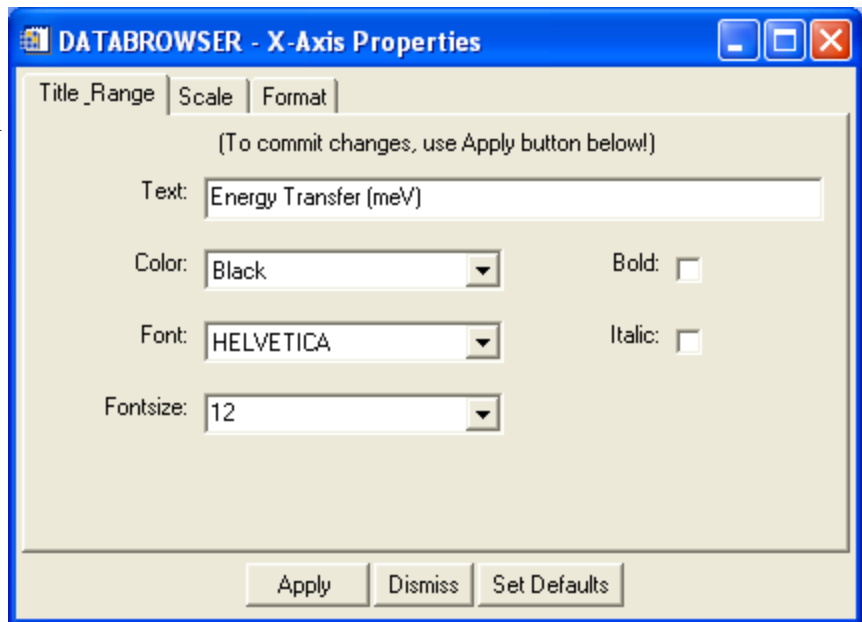 DATABROWSER - X-Axis Properties
Title_Range Scale Format
(To commit changes, use Apply button below!)
Text: Energy Transfer (meV)
Color: Black Bold:
Font: HELVETICA Italic:
Fontsize: 12
Apply Dismiss Set Defaults